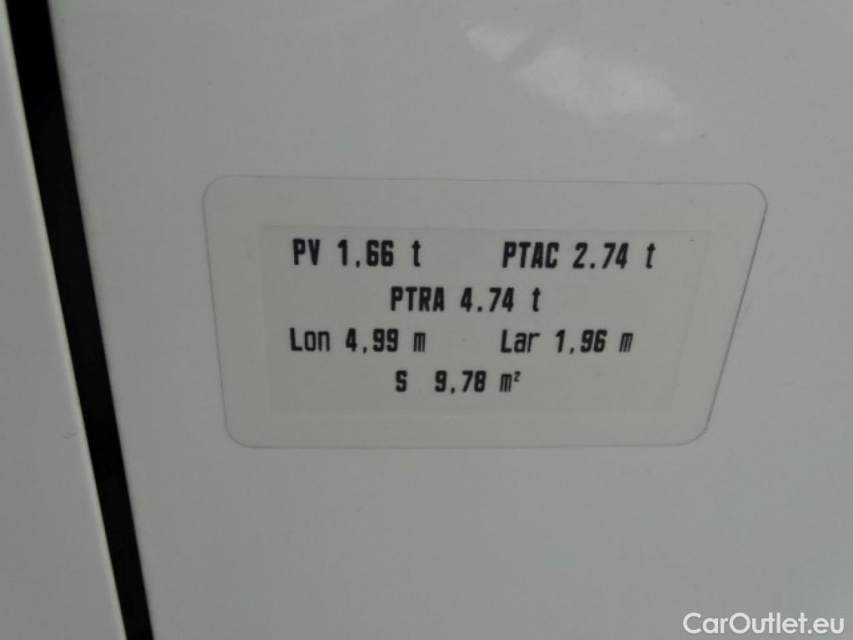 PV 1,66 t PTAC 2.74 t
PTRA 4.74 t
Lon 4,99 m Lar 1,96 m
S 9,78 m²
CarOutlet.eu